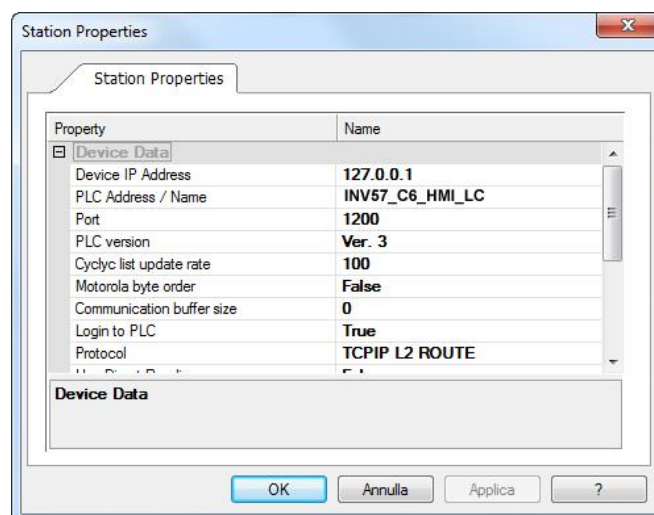 Station Properties
Station Properties
Property Name
Device Data
Device IP Address 127.0.0.1
PLC Address / Name INV57_C6_HMI_LC
Port 1200
PLC version Ver. 3
Cyclyc list update rate 100
Motorola byte order False
Communication buffer size 0
Login to PLC True
Protocol TCPIP L2 ROUTE
Device Data
OK Annulla Applica ?